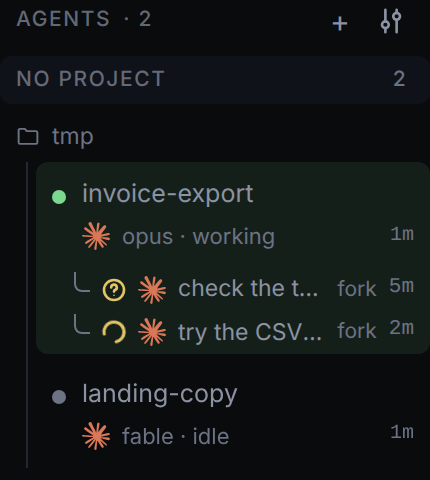 AGENTS · 2
NO PROJECT 2
tmp
invoice-export
opus · working 1m
check the t... fork 5m
try the CSV... fork 2m
landing-copy
fable · idle 1m